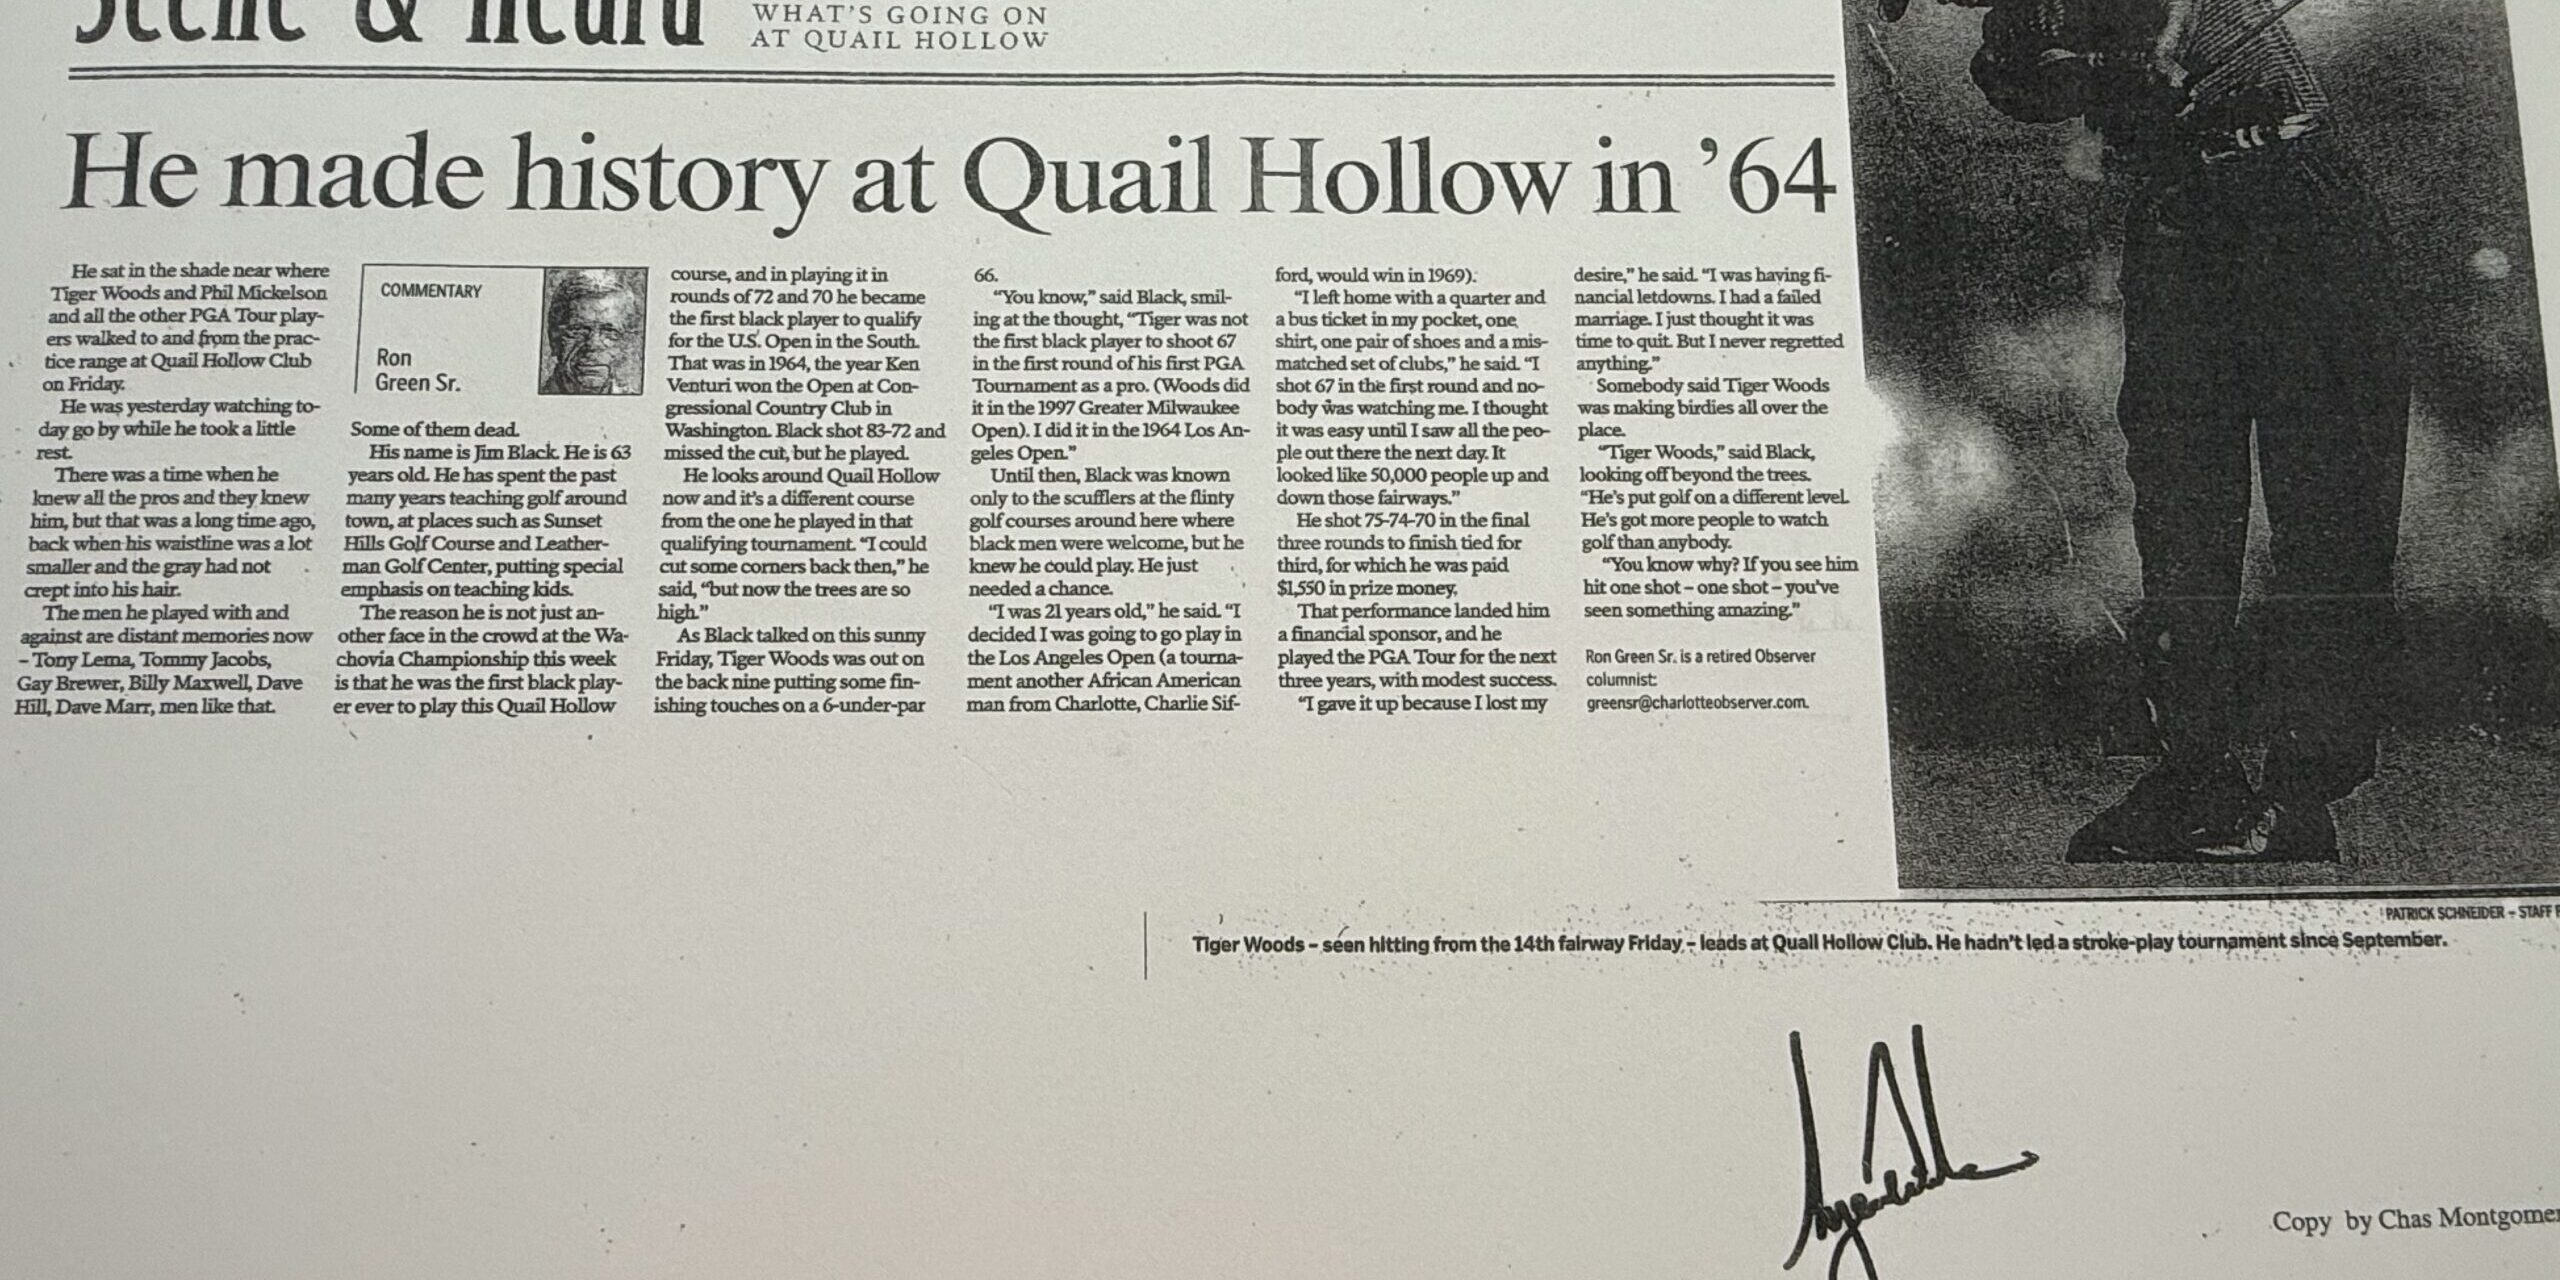 Scene & Heard
WHAT'S GOING ON
AT QUAIL HOLLOW
He made history at Quail Hollow in '64
He sat in the shade near where
Tiger Woods and Phil Mickelson
and all the other PGA Tour play-
ers walked to and from the prac-
tice range at Quail Hollow Club
on Friday.
He was yesterday watching to-
day go by while he took a little
rest.
There was a time when he
knew all the pros and they knew
him, but that was a long time ago,
back when his waistline was a lot
smaller and the gray had not
crept into his hair.
The men he played with and
against are distant memories now
– Tony Lema, Tommy Jacobs,
Gay Brewer, Billy Maxwell, Dave
Hill, Dave Marr, men like that.
COMMENTARY
Ron
Green Sr.
Some of them dead.
His name is Jim Black. He is 63
years old. He has spent the past
many years teaching golf around
town, at places such as Sunset
Hills Golf Course and Leather-
man Golf Center, putting special
emphasis on teaching kids.
The reason he is not just an-
other face in the crowd at the Wa-
chovia Championship this week
is that he was the first black play-
er ever to play this Quail Hollow
course, and in playing it in
rounds of 72 and 70 he became
the first black player to qualify
for the U.S. Open in the South.
That was in 1964, the year Ken
Venturi won the Open at Con-
gressional Country Club in
Washington. Black shot 83-72 and
missed the cut, but he played.
He looks around Quail Hollow
now and it's a different course
from the one he played in that
qualifying tournament. “I could
cut some corners back then,” he
said, “but now the trees are so
high.”
As Black talked on this sunny
Friday, Tiger Woods was out on
the back nine putting some fin-
ishing touches on a 6-under-par
66.
“You know,” said Black, smil-
ing at the thought, “Tiger was not
the first black player to shoot 67
in the first round of his first PGA
Tournament as a pro. (Woods did
it in the 1997 Greater Milwaukee
Open). I did it in the 1964 Los An-
geles Open.”
Until then, Black was known
only to the scufflers at the flinty
golf courses around here where
black men were welcome, but he
knew he could play. He just
needed a chance.
“I was 21 years old,” he said. “I
decided I was going to go play in
the Los Angeles Open (a tourna-
ment another African American
man from Charlotte, Charlie Sif-
ford, would win in 1969).
“I left home with a quarter and
a bus ticket in my pocket, one
shirt, one pair of shoes and a mis-
matched set of clubs,” he said. “I
shot 67 in the first round and no-
body was watching me. I thought
it was easy until I saw all the peo-
ple out there the next day. It
looked like 50,000 people up and
down those fairways.”
He shot 75-74-70 in the final
three rounds to finish tied for
third, for which he was paid
$1,550 in prize money.
That performance landed him
a financial sponsor, and he
played the PGA Tour for the next
three years, with modest success.
“I gave it up because I lost my
desire,” he said. “I was having fi-
nancial letdowns. I had a failed
marriage. I just thought it was
time to quit. But I never regretted
anything.”
Somebody said Tiger Woods
was making birdies all over the
place.
“Tiger Woods,” said Black,
looking off beyond the trees.
“He's put golf on a different level.
He's got more people to watch
golf than anybody.
“You know why? If you see him
hit one shot – one shot – you've
seen something amazing.”
Ron Green Sr. is a retired Observer
columnist:
greensr@charlotteobserver.com.
PATRICK SCHNEIDER – STAFF
Tiger Woods – seen hitting from the 14th fairway Friday – leads at Quail Hollow Club. He hadn't led a stroke-play tournament since September.
Copy by Chas Montgomer